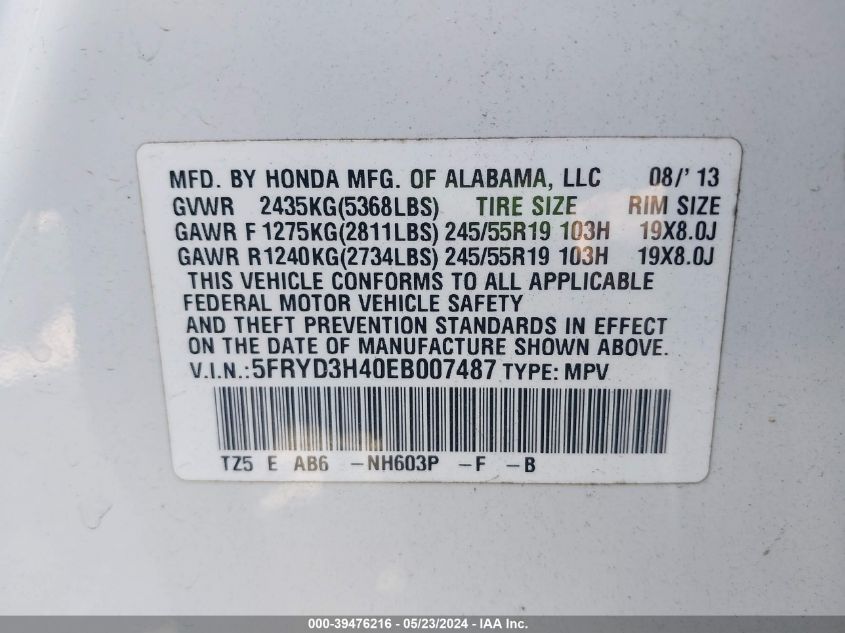 MFD. BY HONDA MFG. OF ALABAMA, LLC 08/'13
GVWR 2435KG(5368LBS) TIRE SIZE RIM SIZE
GAWR F 1275KG(2811LBS) 245/55R19 103H 19X8.0J
GAWR R1240KG(2734LBS) 245/55R19 103H 19X8.0J
THIS VEHICLE CONFORMS TO ALL APPLICABLE
FEDERAL MOTOR VEHICLE SAFETY
AND THEFT PREVENTION STANDARDS IN EFFECT
ON THE DATE OF MANUFACTURE SHOWN ABOVE.
V.I.N.:5FRYD3H40EB007487 TYPE: MPV
TZ5 E AB6 -NH603P -F -B
000-39476216 - 05/23/2024 - IAA, Inc.